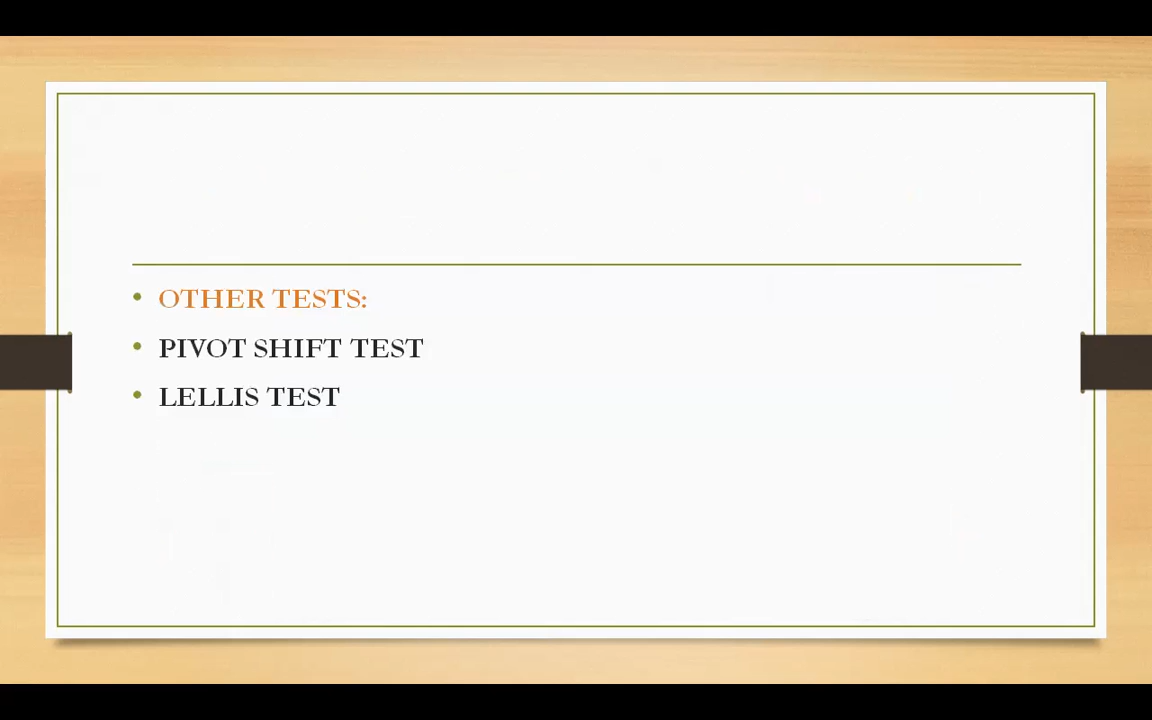 • OTHER TESTS:
• PIVOT SHIFT TEST
• LELLIS TEST